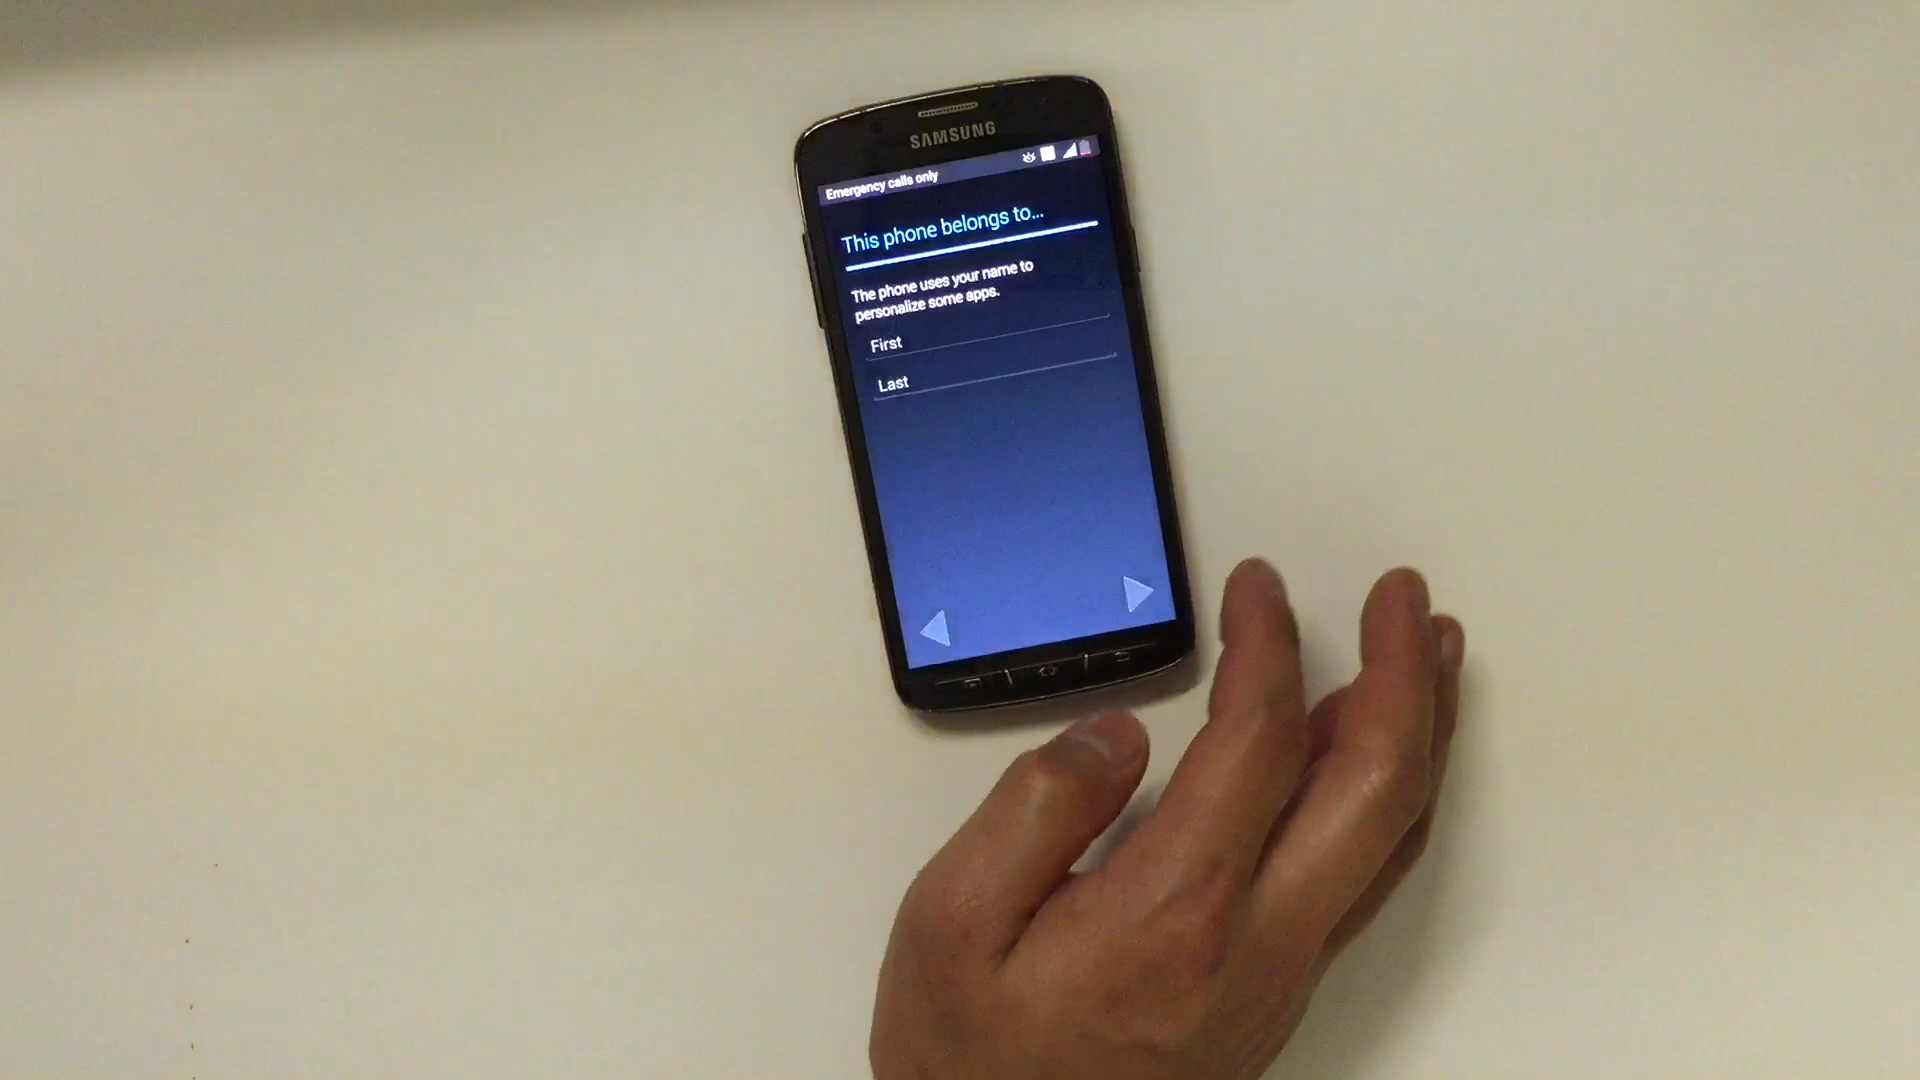 SAMSUNG
Emergency calls only
This phone belongs to...
The phone uses your name to
personalize some apps.
First
Last